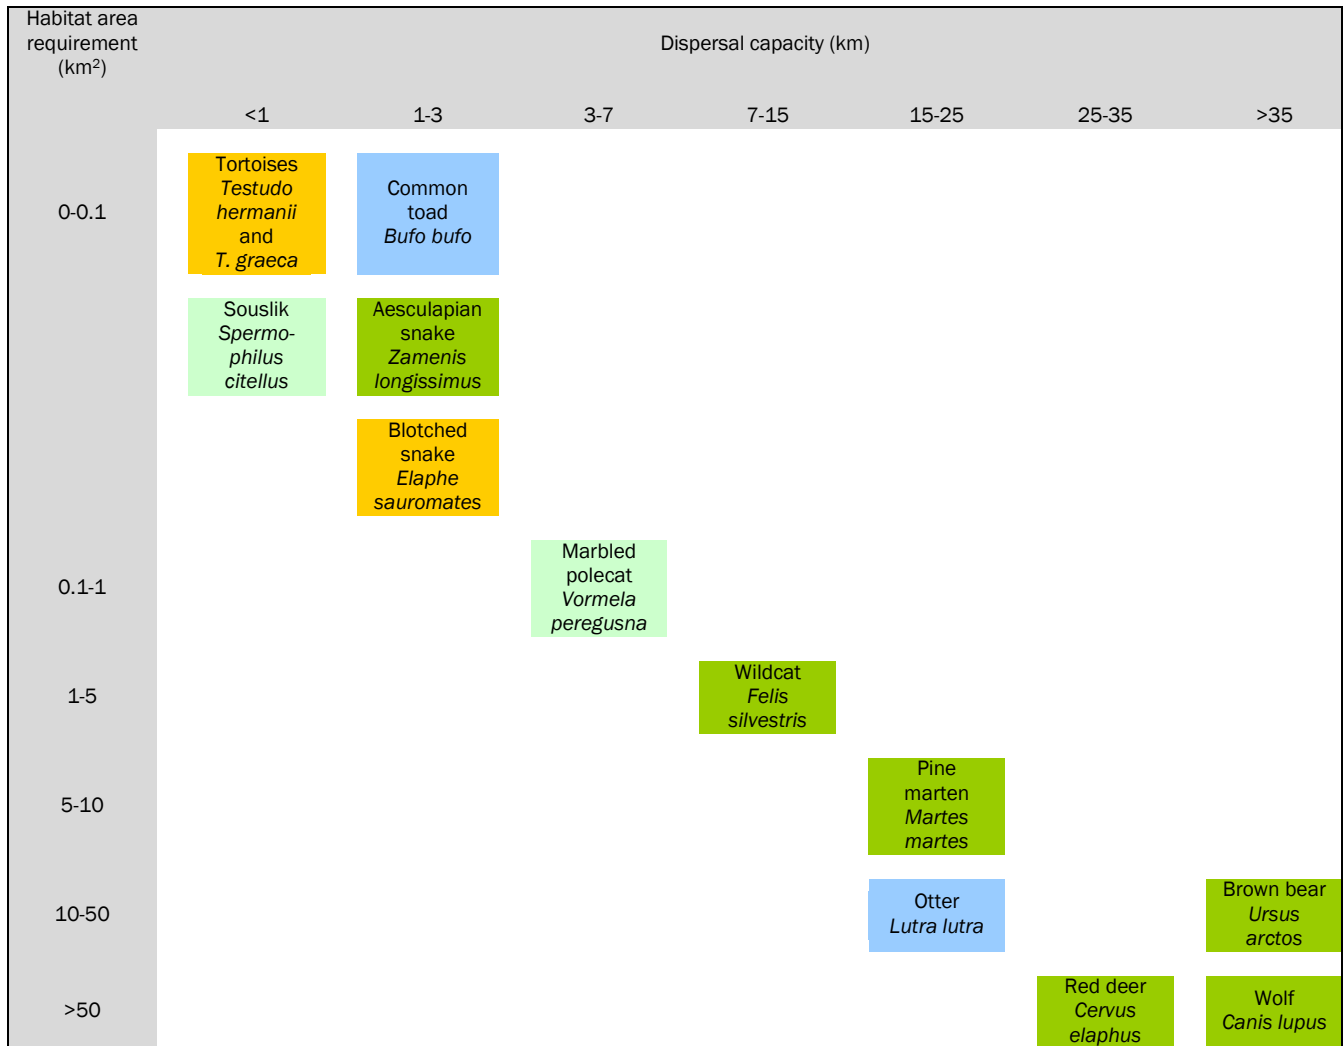 Habitat area
requirement
(km²)
Dispersal capacity (km)
<1 1-3 3-7 7-15 15-25 25-35 >35
0-0.1
Tortoises
Testudo
hermanii
and
T. graeca
Common
toad
Bufo bufo
Souslik
Spermo-
philus
citellus
Aesculapian
snake
Zamenis
longissimus
Blotched
snake
Elaphe
sauromates
0.1-1
Marbled
polecat
Vormela
peregusna
1-5
Wildcat
Felis
silvestris
5-10
Pine
marten
Martes
martes
10-50
Otter
Lutra lutra
Brown bear
Ursus
arctos
>50
Red deer
Cervus
elaphus
Wolf
Canis lupus